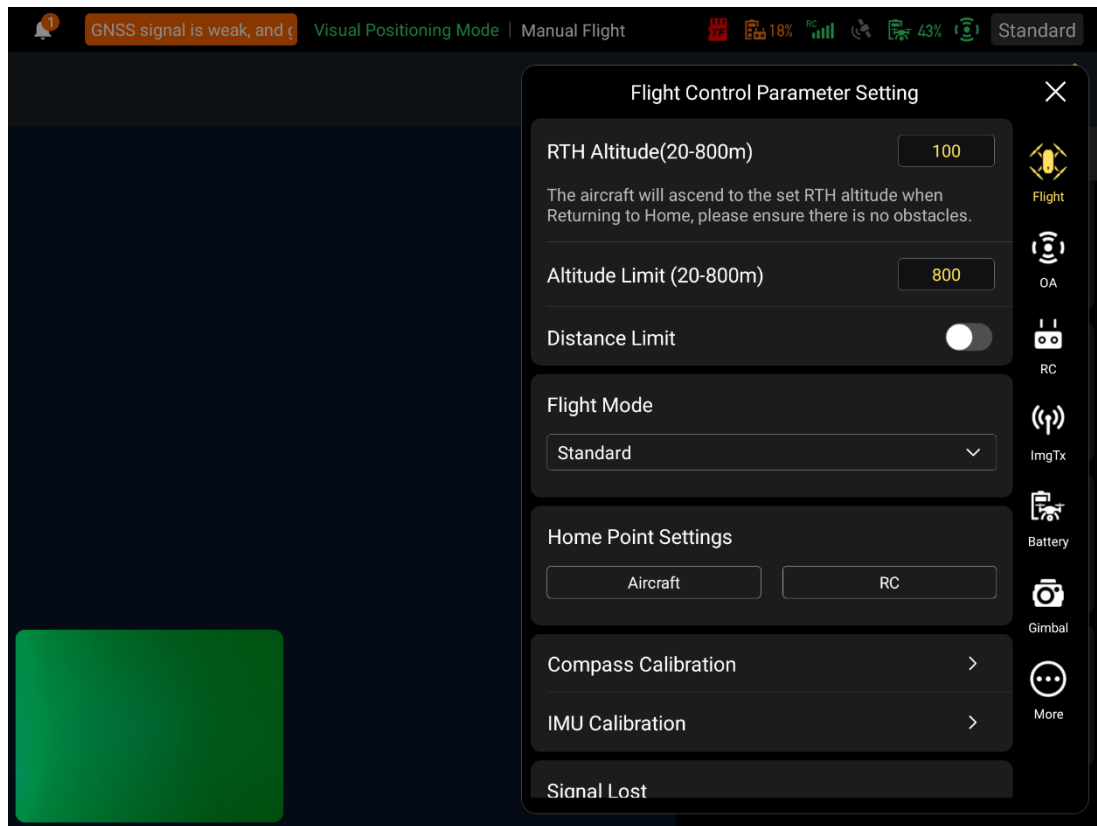 1
GNSS signal is weak, and
Visual Positioning Mode | Manual Flight
TF
18%
RC
43%
Standard
Flight Control Parameter Setting
RTH Altitude(20-800m)
100
The aircraft will ascend to the set RTH altitude when
Returning to Home, please ensure there is no obstacles.
Altitude Limit (20-800m)
800
Distance Limit
Flight Mode
Standard
Home Point Settings
Aircraft
RC
Compass Calibration
IMU Calibration
Signal Lost
Flight
OA
RC
ImgTx
Battery
Gimbal
More